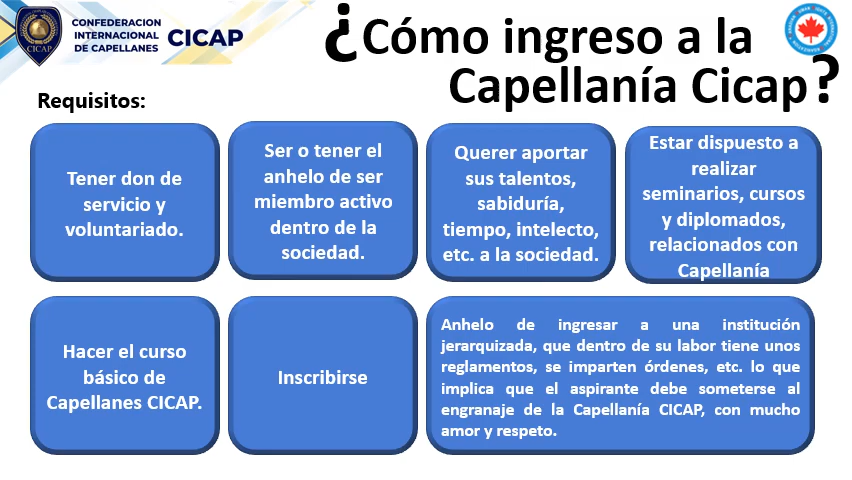 CONFEDERACION
INTERNACIONAL
DE CAPELLANES
CICAP
CICAP
¿Cómo ingreso a la
Capellanía Cicap?
Requisitos:
Tener don de
servicio y
voluntariado.
Ser o tener el
anhelo de ser
miembro activo
dentro de la
sociedad.
Querer aportar
sus talentos,
sabiduría,
tiempo, intelecto,
etc. a la sociedad.
Estar dispuesto a
realizar
seminarios, cursos
y diplomados,
relacionados con
Capellanía
Hacer el curso
básico de
Capellanes CICAP.
Inscribirse
Anhelo de ingresar a una institución
jerarquizada, que dentro de su labor tiene unos
reglamentos, se imparten órdenes, etc. lo que
implica que el aspirante debe someterse al
engranaje de la Capellanía CICAP, con mucho
amor y respeto.